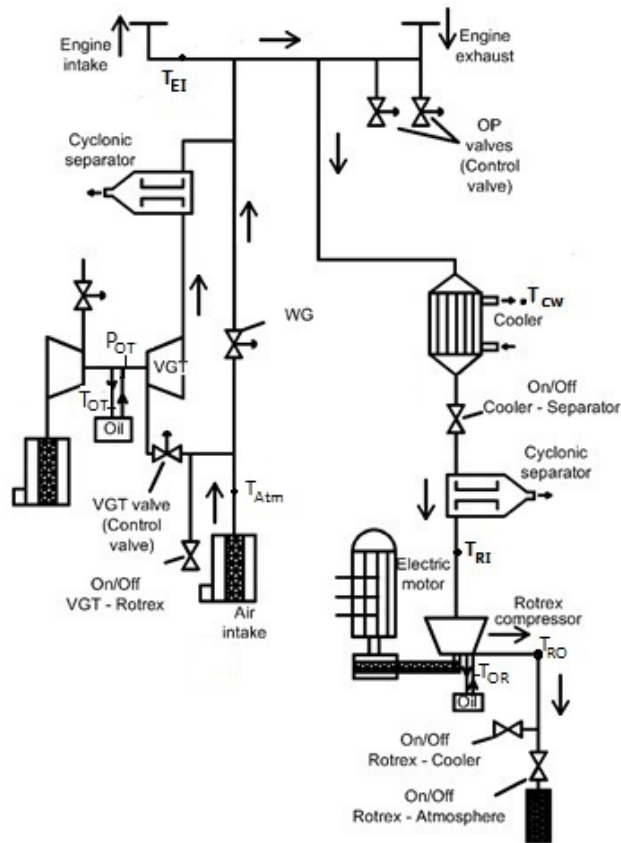 Engine
intake
T_EI
Engine
exhaust
OP
valves
(Control
valve)
Cyclonic
separator
WG
T_CW
Cooler
P_OT
VGT
T_OT
Oil
On/Off
Cooler - Separator
VGT valve
(Control
valve)
T_Atm
Cyclonic
separator
On/Off
VGT - Rotrex
Air
intake
Electric
motor
T_RI
Rotrex
compressor
T_RO
T_OR
Oil
On/Off
Rotrex - Cooler
On/Off
Rotrex - Atmosphere